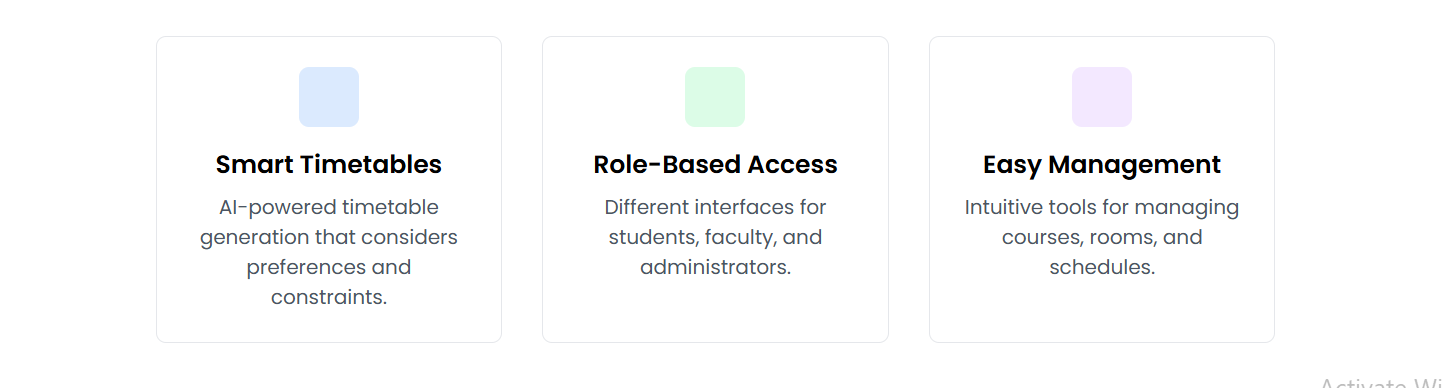 Smart Timetables
AI-powered timetable
generation that considers
preferences and
constraints.
Role-Based Access
Different interfaces for
students, faculty, and
administrators.
Easy Management
Intuitive tools for managing
courses, rooms, and
schedules.
Activate Wi